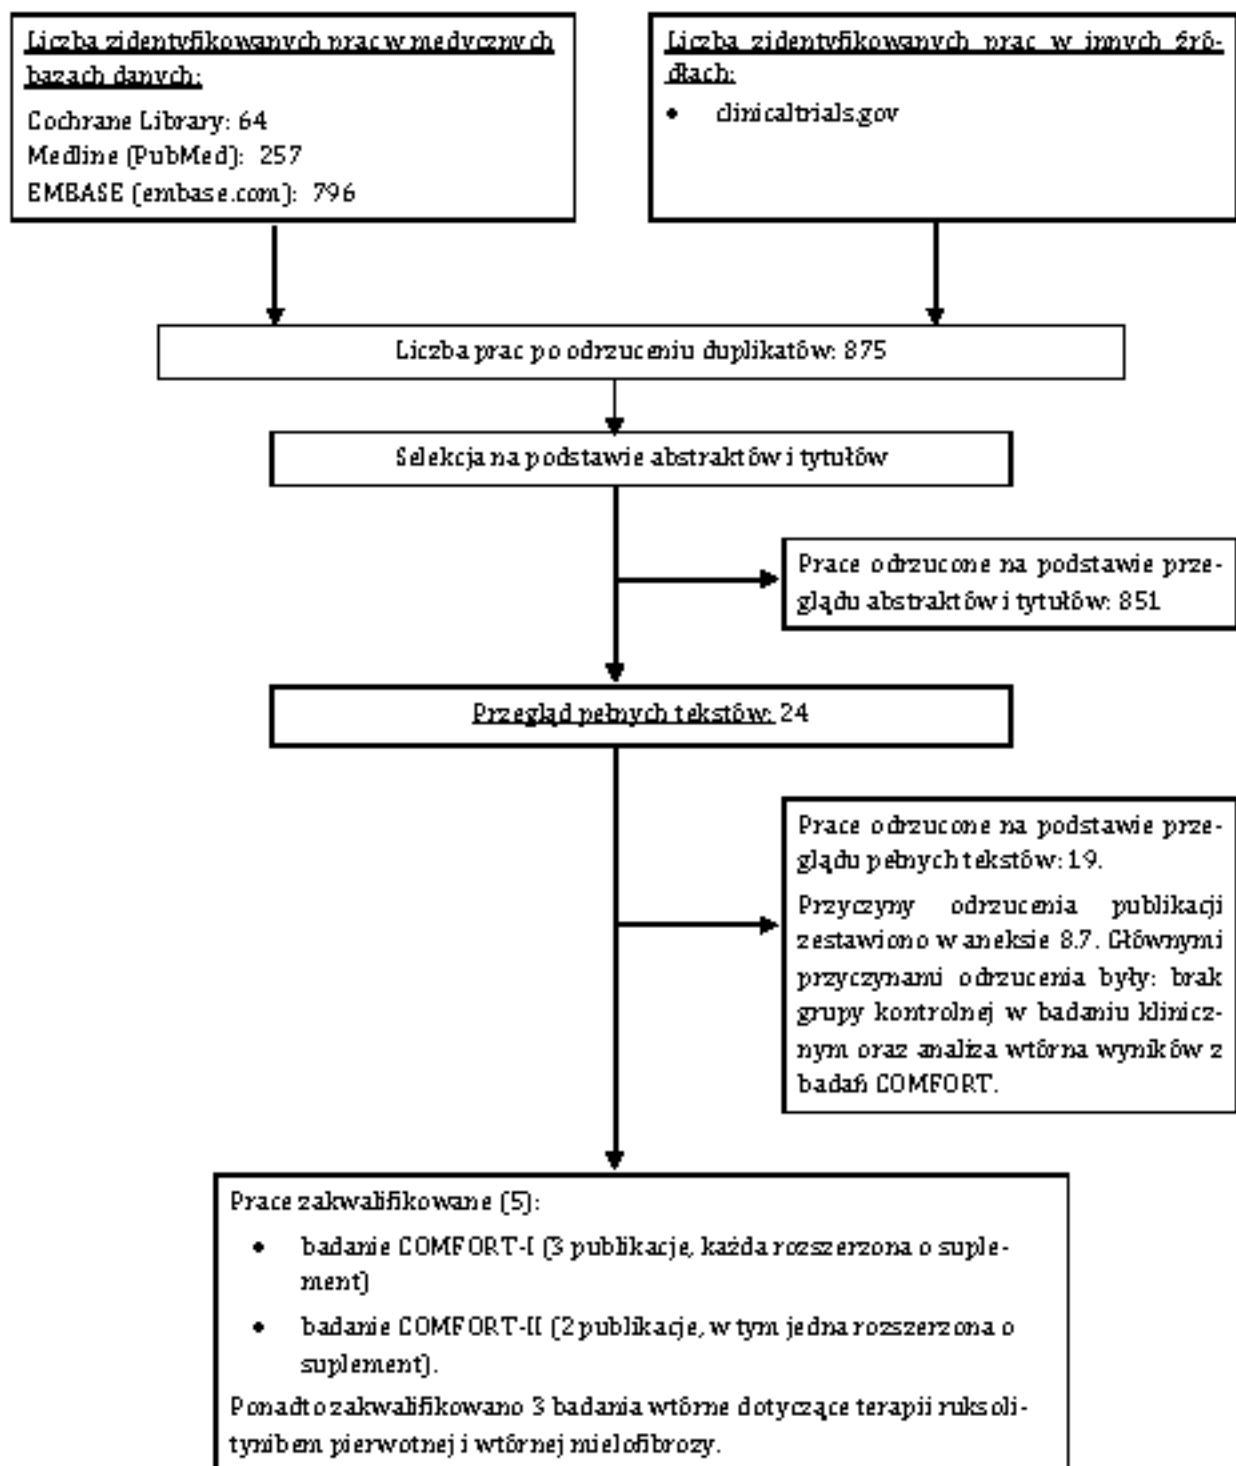 Liczba zidentyfikowanych prac w medycznych
bazach danych:
Cochrane Library: 64
Medline (PubMed): 257
EMBASE (embase.com): 796
Liczba zidentyfikowanych prac w innych źró-
dłach:
• clinicaltrials.gov
Liczba prac po odrzuceniu duplikatów: 875
Selekcja na podstawie abstraktów i tytułów
Prace odrzucone na podstawie prze-
glądu abstraktów i tytułów: 851
Przegląd pełnych tekstów: 24
Prace odrzucone na podstawie prze-
glądu pełnych tekstów: 19.
Przyczyny odrzucenia publikacji
zestawiono w aneksie 8.7. Głównymi
przyczynami odrzucenia były: brak
grupy kontrolnej w badaniu klinicz-
nym oraz analiza wtórna wyników z
badań COMFORT.
Prace zakwalifikowane (5):
• badanie COMFORT-I (3 publikacje, każda rozszerzona o suple-
ment)
• badanie COMFORT-II (2 publikacje, w tym jedna rozszerzona o
suplement).
Ponadto zakwalifikowano 3 badania wtórne dotyczące terapii ruksoli-
tynibem pierwotnej i wtórnej mielofibrozy.